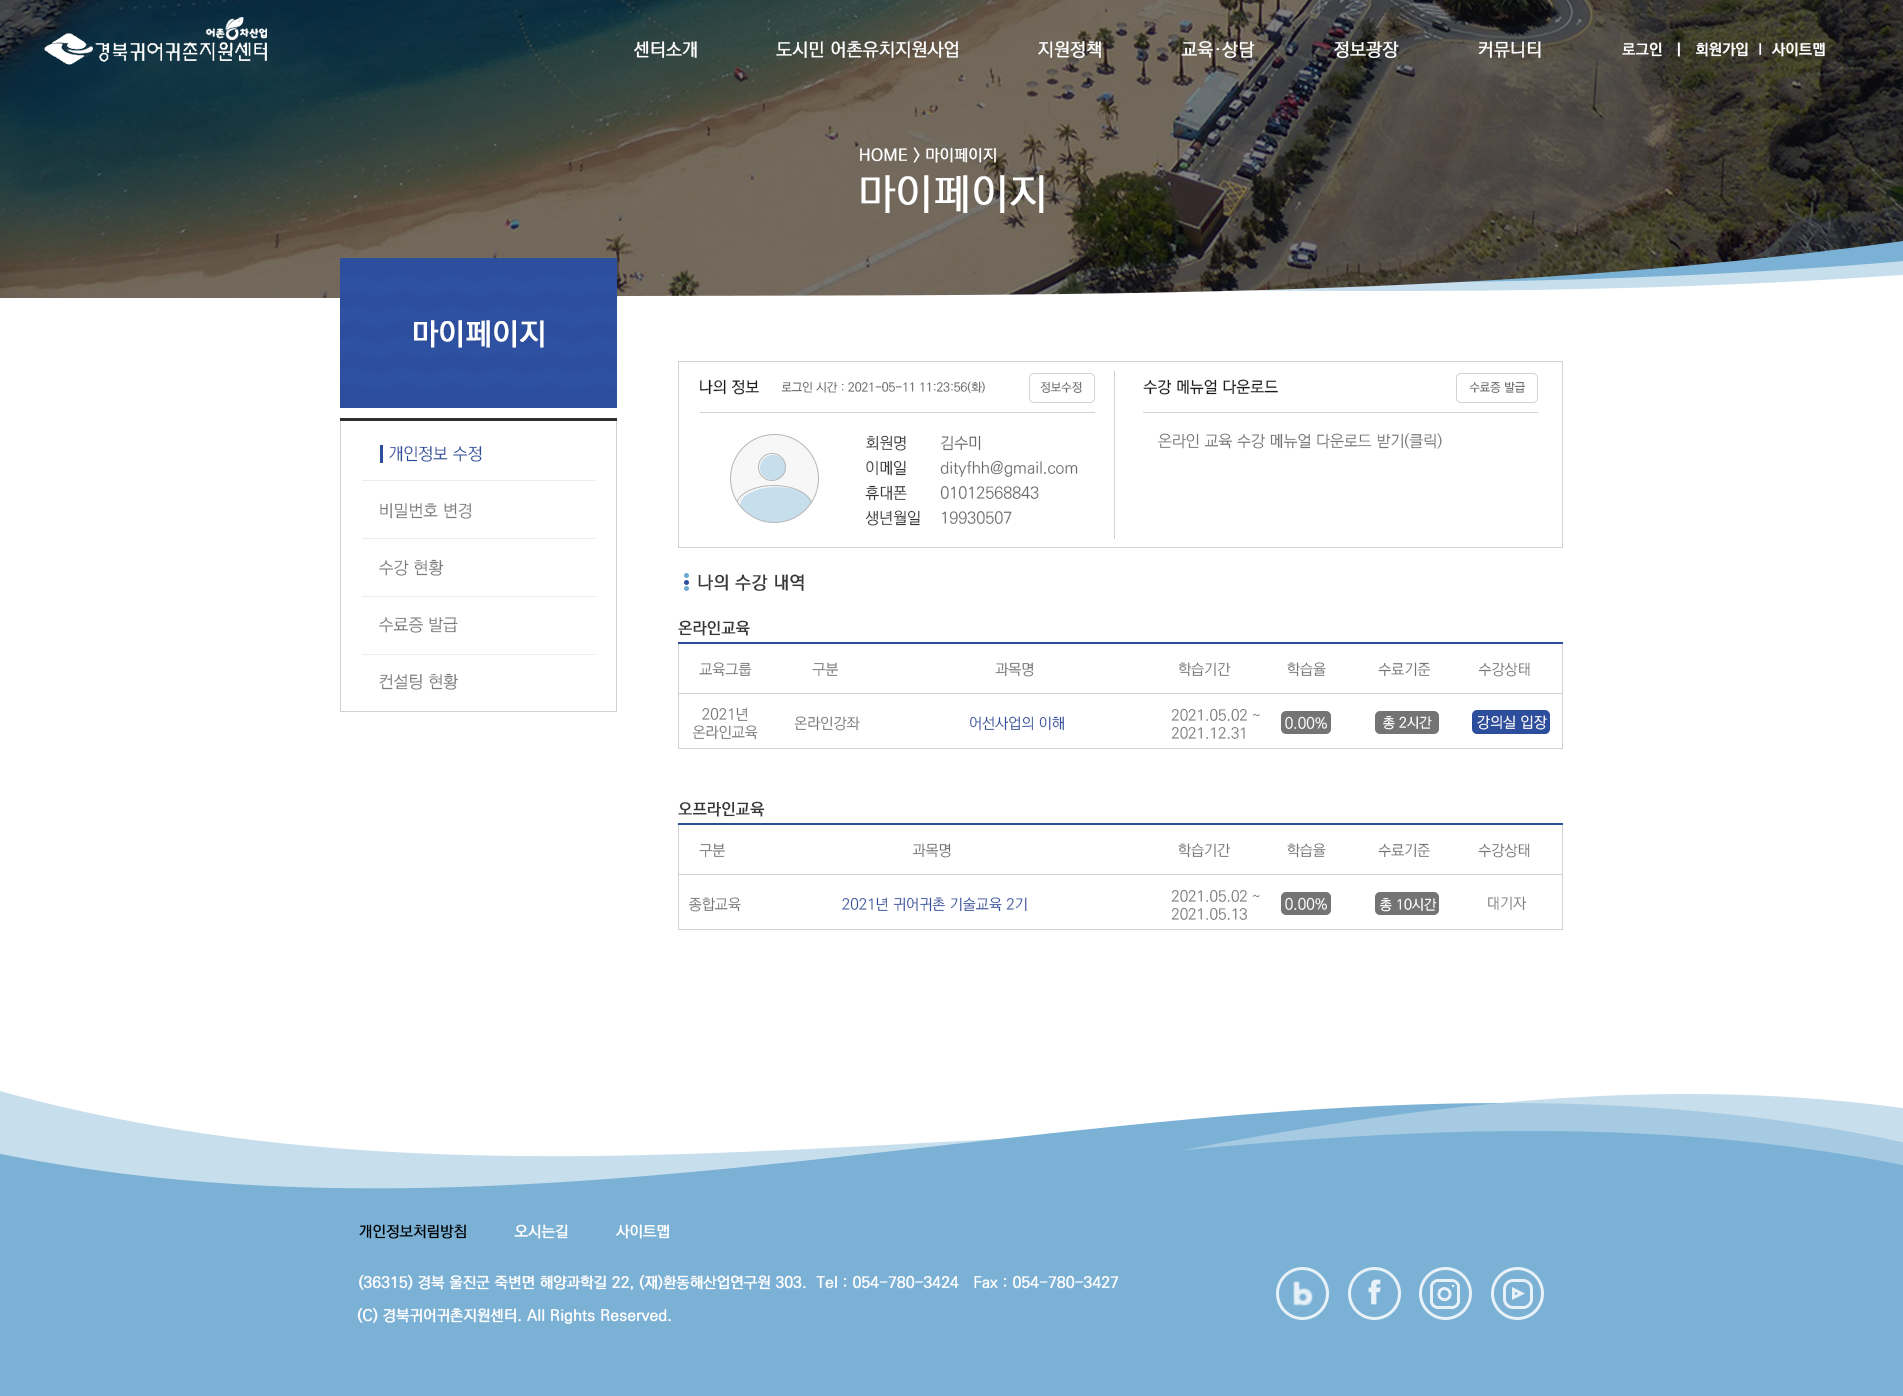 어촌6차산업
경북귀어귀촌지원센터
센터소개 도시민 어촌유치지원사업 지원정책 교육·상담 정보광장 커뮤니티 로그인 | 회원가입 | 사이트맵
HOME > 마이페이지
마이페이지
마이페이지
개인정보 수정
비밀번호 변경
수강 현황
수료증 발급
컨설팅 현황
나의 정보 로그인 시간 : 2021-05-11 11:23:56(화) 정보수정
회원명 김수미
이메일 dityfhh@gmail.com
휴대폰 01012568843
생년월일 19930507
수강 메뉴얼 다운로드 수료증 발급
온라인 교육 수강 메뉴얼 다운로드 받기(클릭)
나의 수강 내역
온라인교육
교육그룹 구분 과목명 학습기간 학습율 수료기준 수강상태
2021년
온라인교육 온라인강좌 어선사업의 이해 2021.05.02 ~
2021.12.31 0.00% 총 2시간 강의실 입장
오프라인교육
구분 과목명 학습기간 학습율 수료기준 수강상태
종합교육 2021년 귀어귀촌 기술교육 2기 2021.05.02 ~
2021.05.13 0.00% 총 10시간 대기자
개인정보처림방침 오시는길 사이트맵
(36315) 경북 울진군 죽변면 해양과학길 22, (재)환동해산업연구원 303. Tel : 054-780-3424 Fax : 054-780-3427
(C) 경북귀어귀촌지원센터. All Rights Reserved.